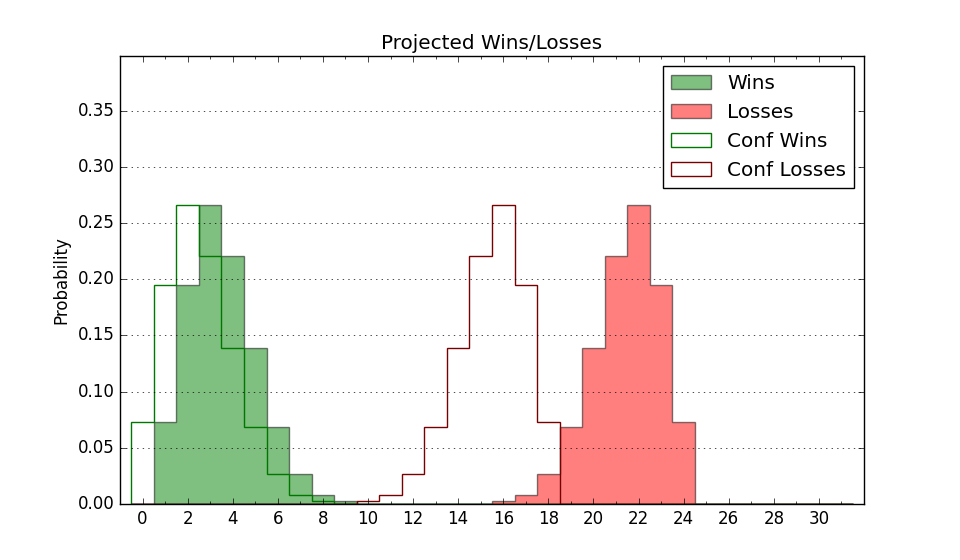 Projected Wins/Losses
Wins
Losses
Conf Wins
Conf Losses
Probability
0.35
0.30
0.25
0.20
0.15
0.10
0.05
0.00
0 2 4 6 8 10 12 14 16 18 20 22 24 26 28 30